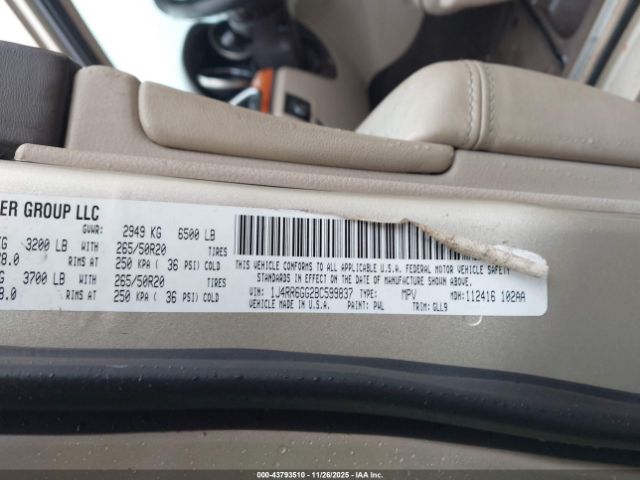 ER GROUP LLC
GVWR: 2949 KG 6500 LB
KG 3200 LB WITH 265/50R20 TIRES
8.0 RIMS AT 250 KPA ( 36 PSI) COLD
KG 3700 LB WITH 265/50R20 TIRES
8.0 RIMS AT 250 KPA ( 36 PSI) COLD
THIS VEHICLE CONFORMS TO ALL APPLICABLE U.S.A. FEDERAL MOTOR VEHICLE SAFETY
STANDARDS IN EFFECT ON THE DATE OF MANUFACTURE SHOWN ABOVE.
VIN: 1J4RR6GG2BC599837 TYPE: MPV MDH: 112416 102AA
VEHICLE MADE IN U.S.A. PAINT: PWL TRIM: GLL9
000-43793510 - 11/26/2025 - IAAI, Inc.